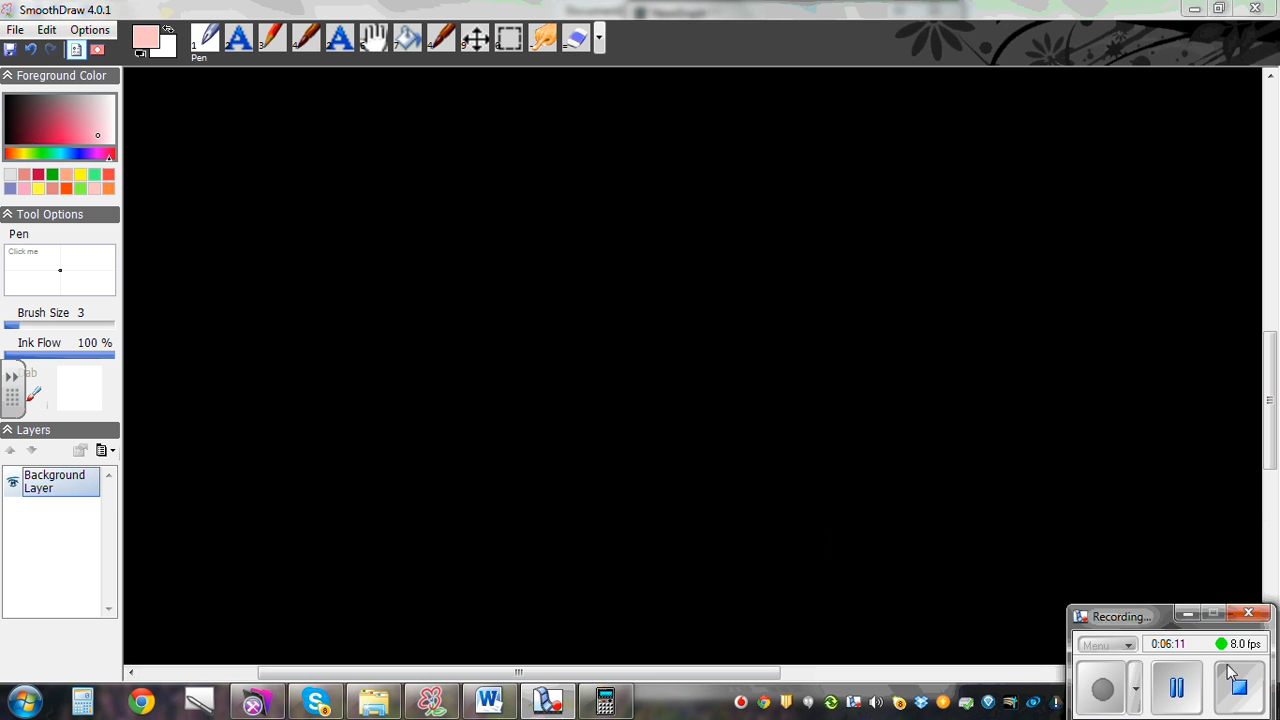 SmoothDraw 4.0.1
File Edit Options
Pen
Foreground Color
Tool Options
Pen
Click me
Brush Size 3
Ink Flow 100 %
Layers
Background
Layer
Recording...
Menu 0:06:11 8.0 fps